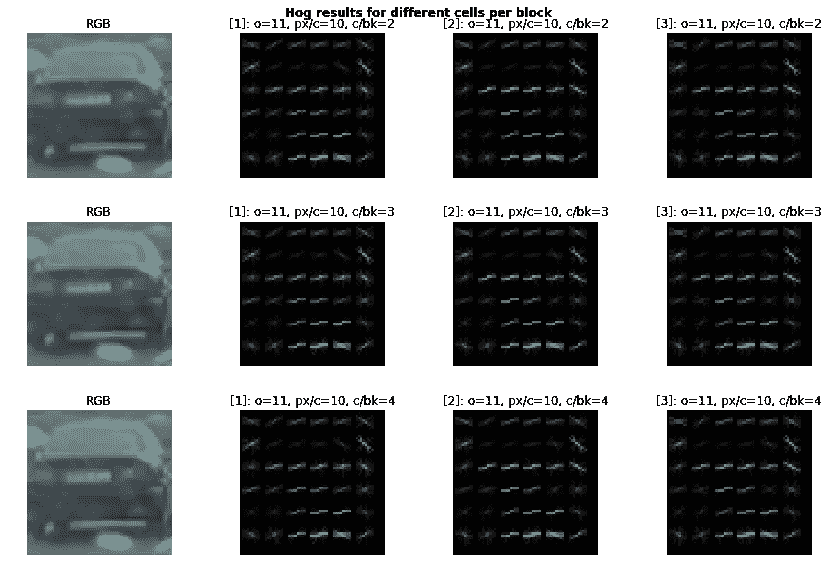 Hog results for different cells per block
RGB [1]: o=11, px/c=10, c/bk=2 [2]: o=11, px/c=10, c/bk=2 [3]: o=11, px/c=10, c/bk=2
RGB [1]: o=11, px/c=10, c/bk=3 [2]: o=11, px/c=10, c/bk=3 [3]: o=11, px/c=10, c/bk=3
RGB [1]: o=11, px/c=10, c/bk=4 [2]: o=11, px/c=10, c/bk=4 [3]: o=11, px/c=10, c/bk=4